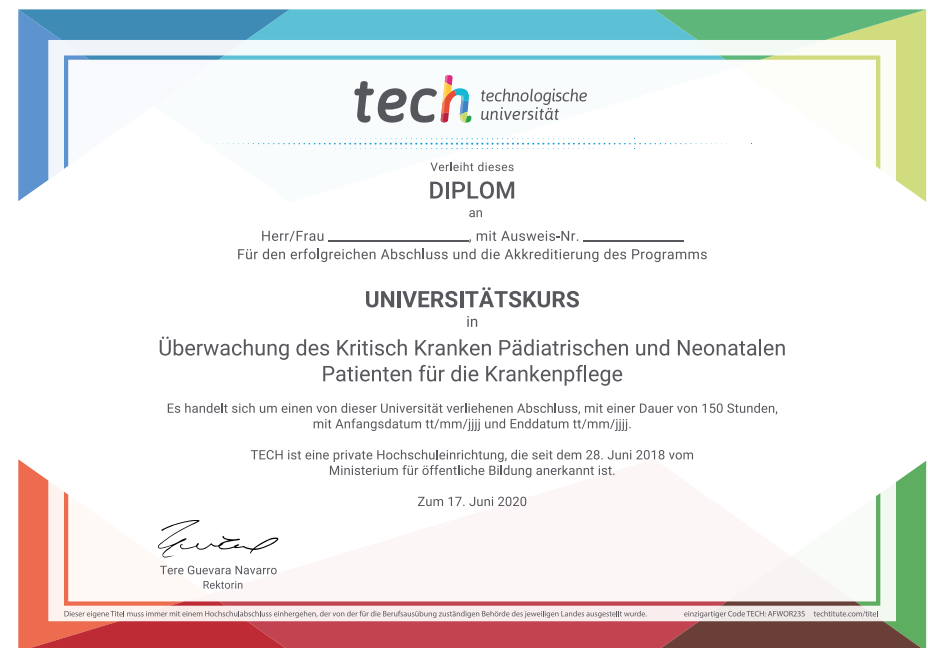 tech technologische
universität
Verleiht dieses
DIPLOM
an
Herr/Frau ____________________, mit Ausweis-Nr. ______________
Für den erfolgreichen Abschluss und die Akkreditierung des Programms
UNIVERSITÄTSKURS
in
Überwachung des Kritisch Kranken Pädiatrischen und Neonatalen
Patienten für die Krankenpflege
Es handelt sich um einen von dieser Universität verliehenen Abschluss, mit einer Dauer von 150 Stunden,
mit Anfangsdatum tt/mm/jjjj und Enddatum tt/mm/jjjj.
TECH ist eine private Hochschuleinrichtung, die seit dem 28. Juni 2018 vom
Ministerium für öffentliche Bildung anerkannt ist.
Zum 17. Juni 2020
Tere Guevara Navarro
Rektorin
Dieser eigene Titel muss immer mit einem Hochschulabschluss einhergehen, der von der für die Berufsausübung zuständigen Behörde des jeweiligen Landes ausgestellt wurde. einzigartiger Code TECH: AFWOR23S techtitute.com/titel